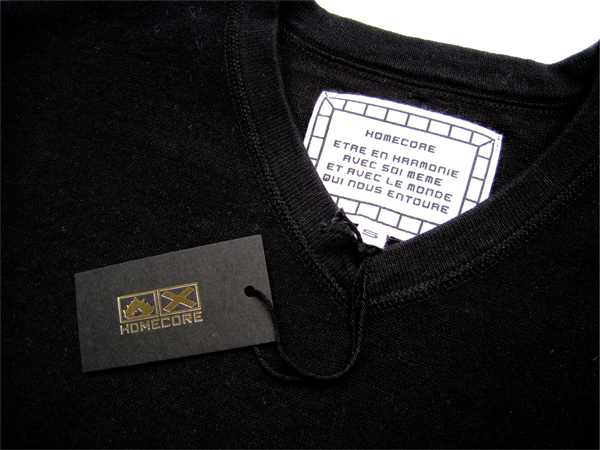 HOMECORE
ETRE EN HARMONIE
AVEC SOI MEME
ET AVEC LE MONDE
QUI NOUS ENTOURE
HOMECORE